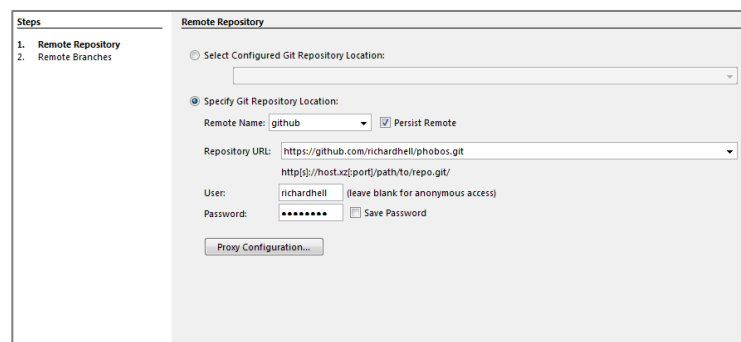 Steps
1. Remote Repository
2. Remote Branches
Remote Repository
Select Configured Git Repository Location:
Specify Git Repository Location:
Remote Name: github Persist Remote
Repository URL: https://github.com/richardhell/phobos.git
http[s]://host.xz[:port]/path/to/repo.git/
User: richardhell (leave blank for anonymous access)
Password: ●●●●●●●● Save Password
Proxy Configuration...